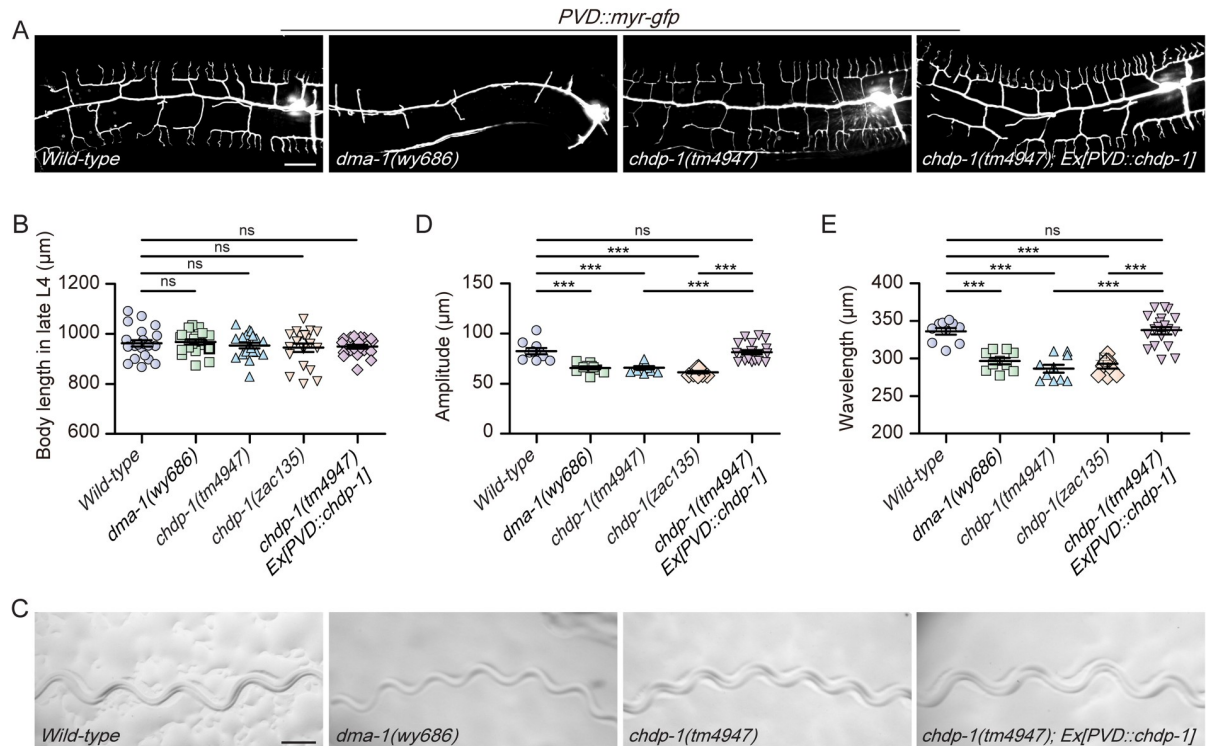 PVD::myr-gfp
A
Wild-type
dma-1(wy686)
chdp-1(tm4947)
chdp-1(tm4947); Ex[PVD::chdp-1]
B
Body length in late L4 (μm)
1200
1000
800
600
ns
ns
ns
ns
Wild-type
dma-1(wy686)
chdp-1(tm4947)
chdp-1(zac135)
chdp-1(tm4947)
Ex[PVD::chdp-1]
D
Amplitude (μm)
150
100
50
0
ns
***
*** ***
*** ***
Wild-type
dma-1(wy686)
chdp-1(tm4947)
chdp-1(zac135)
chdp-1(tm4947)
Ex[PVD::chdp-1]
E
Wavelength (μm)
400
350
300
250
200
ns
***
*** ***
*** ***
Wild-type
dma-1(wy686)
chdp-1(tm4947)
chdp-1(zac135)
chdp-1(tm4947)
Ex[PVD::chdp-1]
C
Wild-type
dma-1(wy686)
chdp-1(tm4947)
chdp-1(tm4947); Ex[PVD::chdp-1]